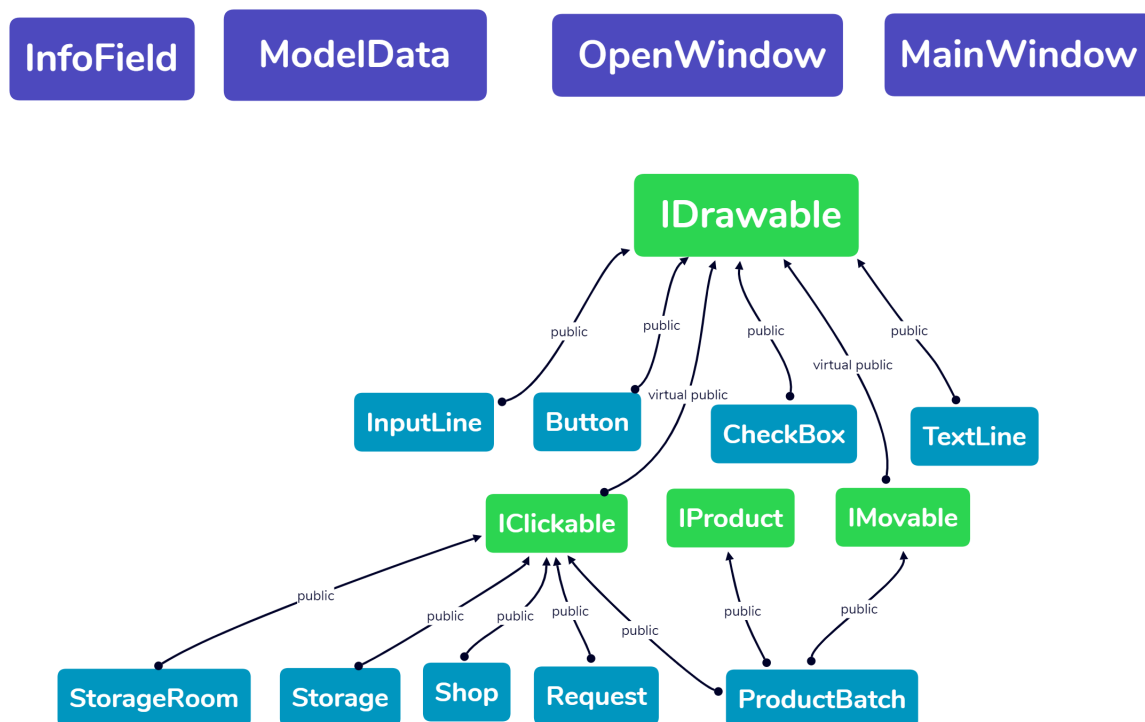 InfoField
ModelData
OpenWindow
MainWindow
IDrawable
public
public
public
public
virtual public
virtual public
InputLine
Button
CheckBox
TextLine
IClickable
IProduct
IMovable
public
public
public
public
public
public
public
StorageRoom
Storage
Shop
Request
ProductBatch